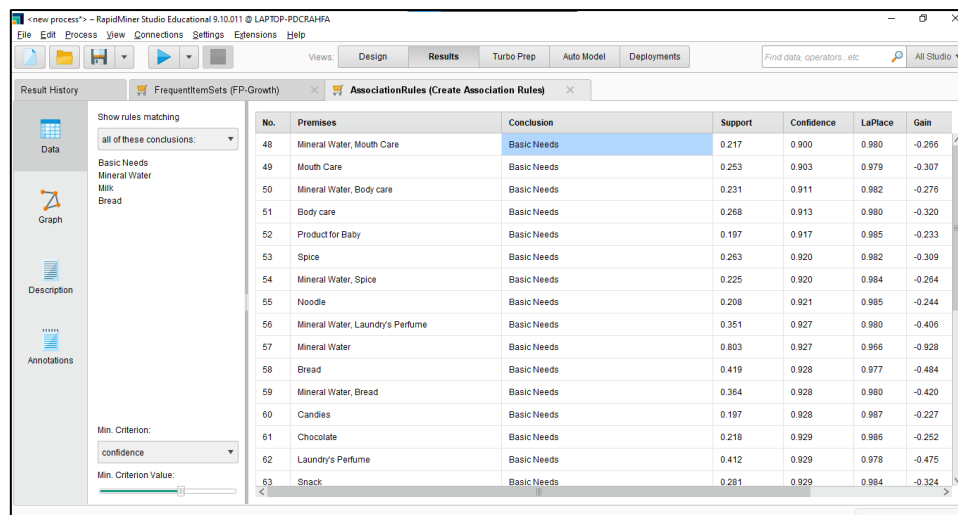 <new process*> – RapidMiner Studio Educational 9.10.011 @ LAPTOP-PDCRAHFA
File Edit Process View Connections Settings Extensions Help
Views: Design Results Turbo Prep Auto Model Deployments Find data, operators...etc All Studio
Result History FrequentItemSets (FP-Growth) AssociationRules (Create Association Rules)
Data
Graph
Description
Annotations
Show rules matching
all of these conclusions:
Basic Needs
Mineral Water
Milk
Bread
Min. Criterion:
confidence
Min. Criterion Value:
No. Premises Conclusion Support Confidence LaPlace Gain
48 Mineral Water, Mouth Care Basic Needs 0.217 0.900 0.980 -0.266
49 Mouth Care Basic Needs 0.253 0.903 0.979 -0.307
50 Mineral Water, Body care Basic Needs 0.231 0.911 0.982 -0.276
51 Body care Basic Needs 0.268 0.913 0.980 -0.320
52 Product for Baby Basic Needs 0.197 0.917 0.985 -0.233
53 Spice Basic Needs 0.263 0.920 0.982 -0.309
54 Mineral Water, Spice Basic Needs 0.225 0.920 0.984 -0.264
55 Noodle Basic Needs 0.208 0.921 0.985 -0.244
56 Mineral Water, Laundry's Perfume Basic Needs 0.351 0.927 0.980 -0.406
57 Mineral Water Basic Needs 0.803 0.927 0.966 -0.928
58 Bread Basic Needs 0.419 0.928 0.977 -0.484
59 Mineral Water, Bread Basic Needs 0.364 0.928 0.980 -0.420
60 Candies Basic Needs 0.197 0.928 0.987 -0.227
61 Chocolate Basic Needs 0.218 0.929 0.986 -0.252
62 Laundry's Perfume Basic Needs 0.412 0.929 0.978 -0.475
63 Snack Basic Needs 0.281 0.929 0.984 -0.324